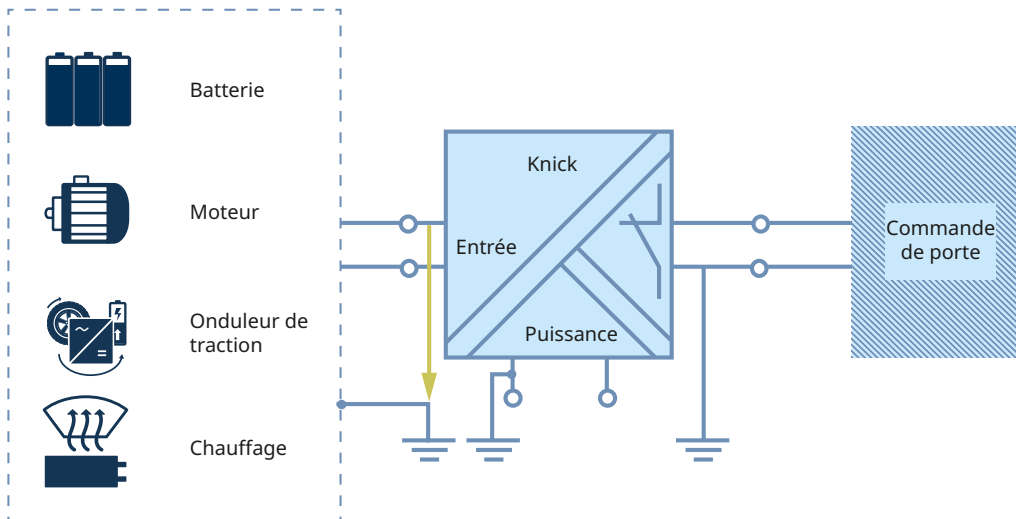 Batterie
Moteur
Onduleur de
traction
Chauffage
Knick
Entrée
Puissance
Commande
de porte